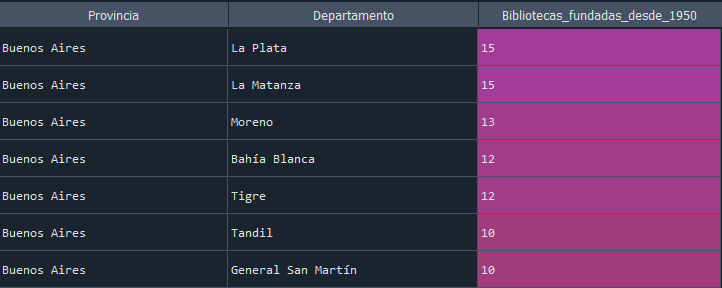 Provincia Departamento Bibliotecas_fundadas_desde_1950
Buenos Aires La Plata 15
Buenos Aires La Matanza 15
Buenos Aires Moreno 13
Buenos Aires Bahía Blanca 12
Buenos Aires Tigre 12
Buenos Aires Tandil 10
Buenos Aires General San Martín 10